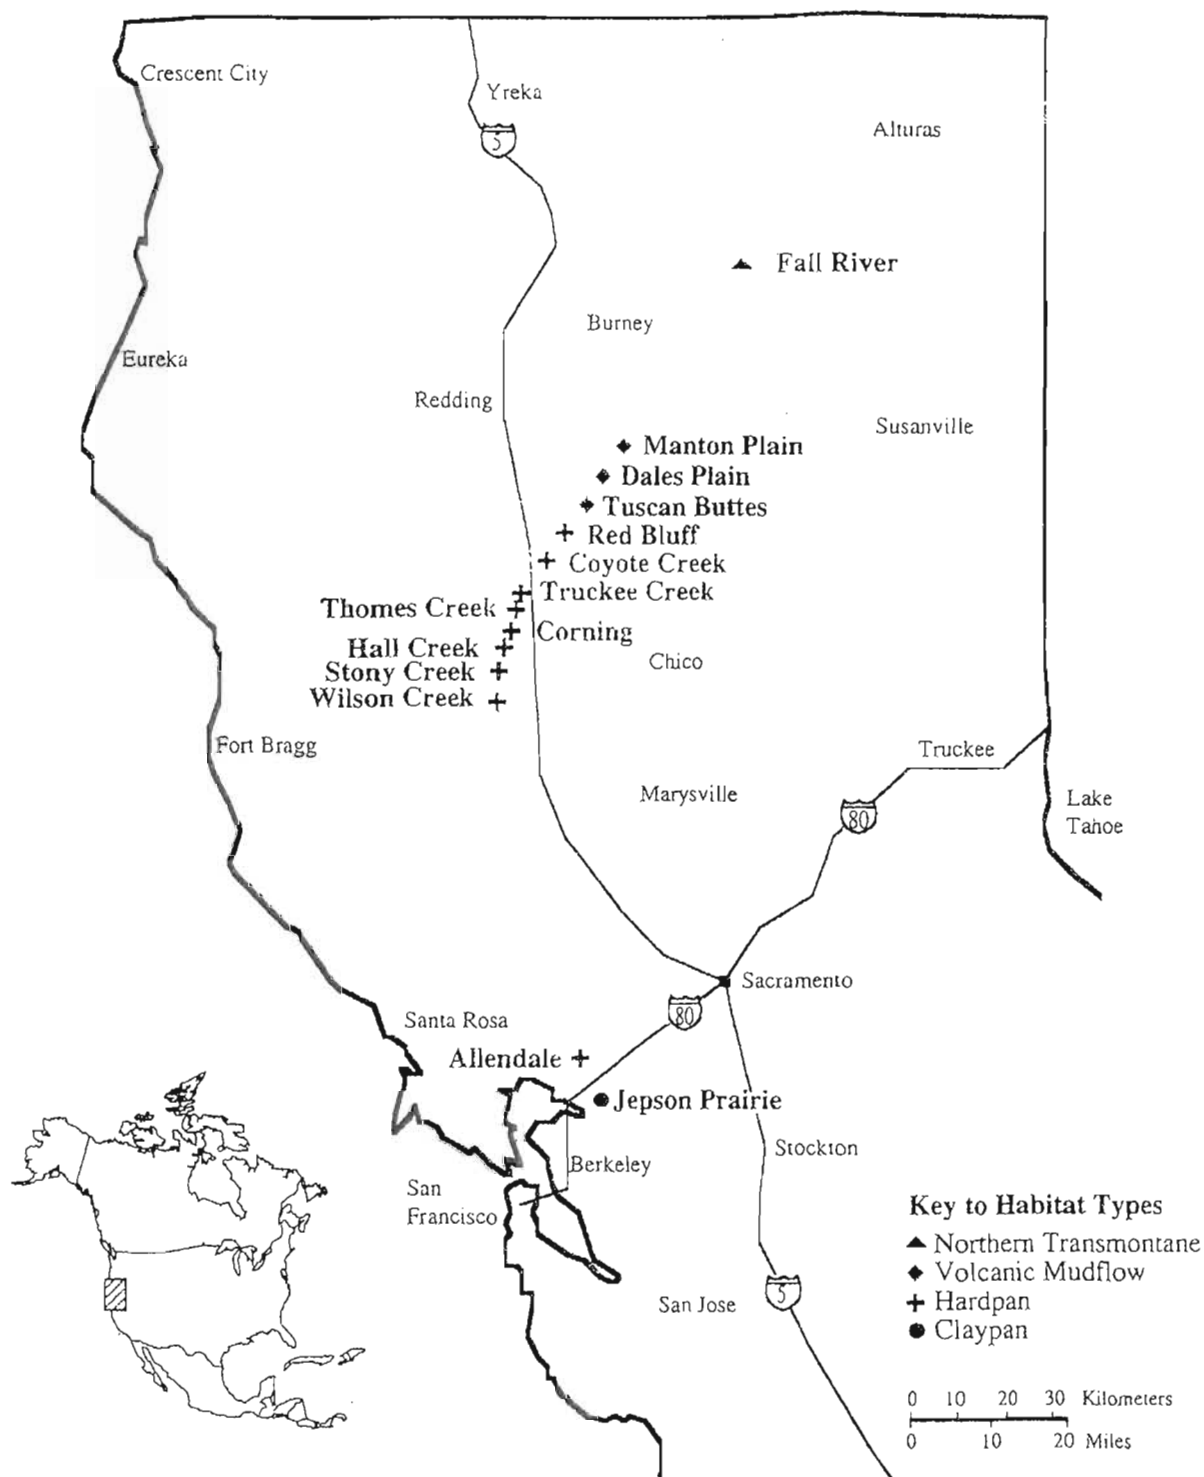 Crescent City
Yreka
5
Alturas
Fall River
Burney
Eureka
Redding
Susanville
Manton Plain
Dales Plain
Tuscan Buttes
Red Bluff
Coyote Creek
Truckee Creek
Thomes Creek
Corning
Hall Creek
Chico
Stony Creek
Wilson Creek
Fort Bragg
Truckee
Marysville
80
Lake
Tahoe
Sacramento
80
Santa Rosa
Allendale
Jepson Prairie
Stockton
Berkeley
San
Francisco
Key to Habitat Types
Northern Transmontane
Volcanic Mudflow
Hardpan
Claypan
San Jose
5
0 10 20 30 Kilometers
0 10 20 Miles